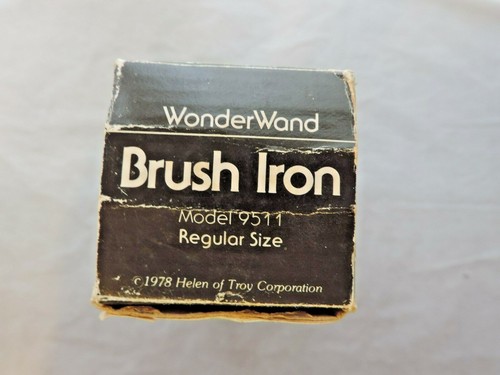 WonderWand
Brush Iron
Model 9511
Regular Size
© 1978 Helen of Troy Corporation